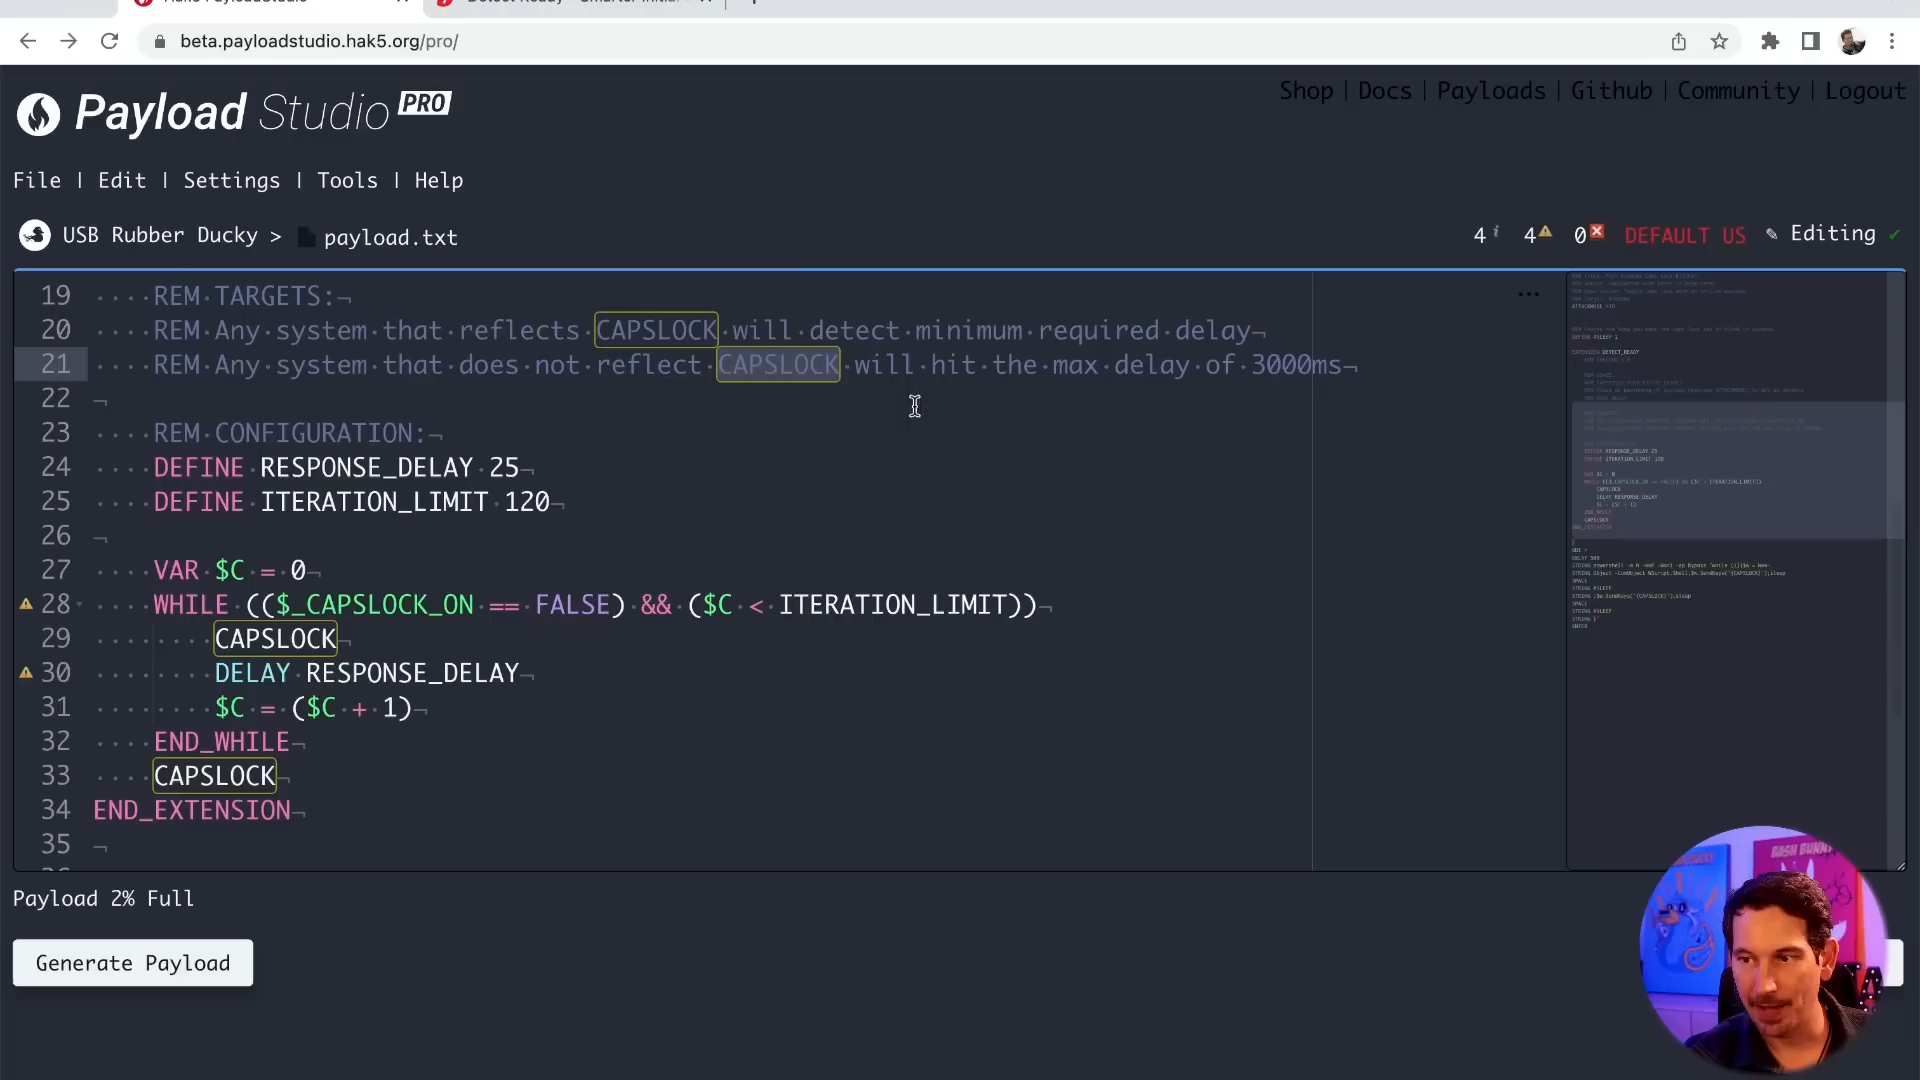 beta.payloadstudio.hak5.org/pro/
Payload Studio PRO
Shop | Docs | Payloads | Github | Community | Logout
File | Edit | Settings | Tools | Help
USB Rubber Ducky > payload.txt
4 4 0 DEFAULT US Editing
19 REM TARGETS:
20 REM Any system that reflects CAPSLOCK will detect minimum required delay
21 REM Any system that does not reflect CAPSLOCK will hit the max delay of 3000ms
22
23 REM CONFIGURATION:
24 DEFINE RESPONSE_DELAY 25
25 DEFINE ITERATION_LIMIT 120
26
27 VAR $C = 0
28 WHILE (($_CAPSLOCK_ON == FALSE) && ($C < ITERATION_LIMIT))
29 CAPSLOCK
30 DELAY RESPONSE_DELAY
31 $C = ($C + 1)
32 END_WHILE
33 CAPSLOCK
34 END_EXTENSION
35
Payload 2% Full
Generate Payload
BASH BUNNY